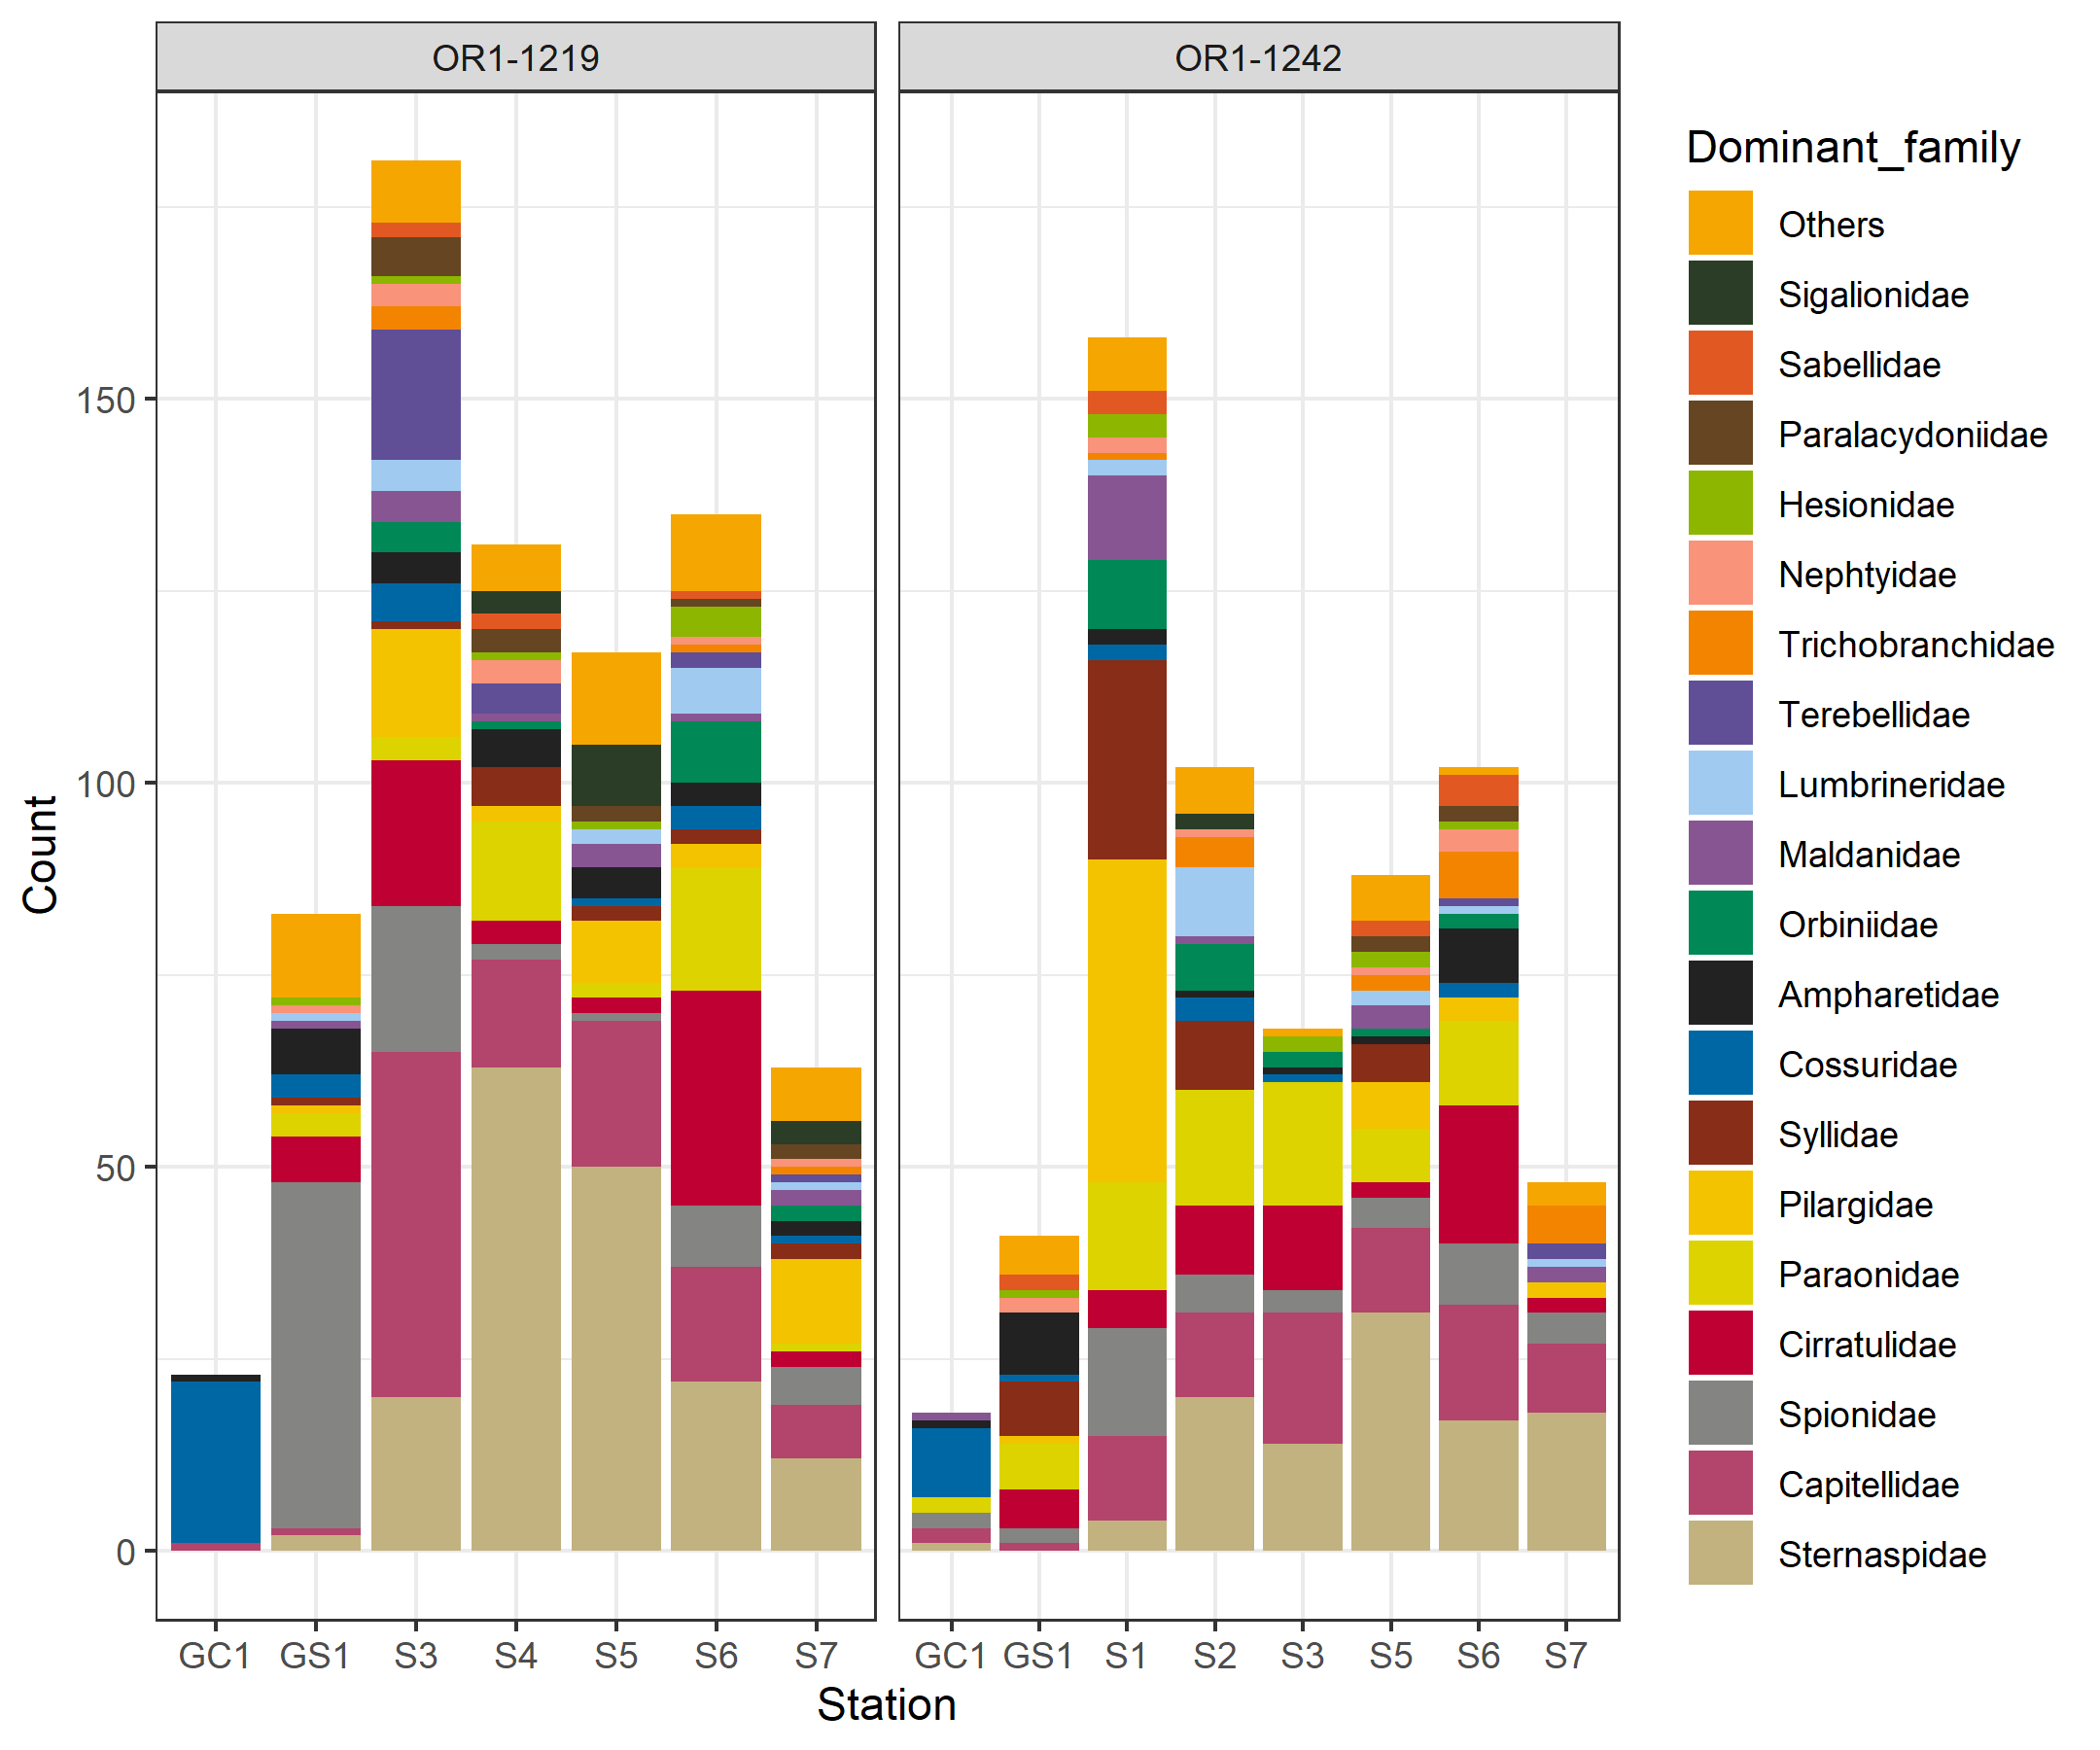 OR1-1219
OR1-1242
Count
150
100
50
0
GC1 GS1 S3 S4 S5 S6 S7
GC1 GS1 S1 S2 S3 S5 S6 S7
Station
Dominant_family
Others
Sigalionidae
Sabellidae
Paralacydoniidae
Hesionidae
Nephtyidae
Trichobranchidae
Terebellidae
Lumbrineridae
Maldanidae
Orbiniidae
Ampharetidae
Cossuridae
Syllidae
Pilargidae
Paraonidae
Cirratulidae
Spionidae
Capitellidae
Sternaspidae